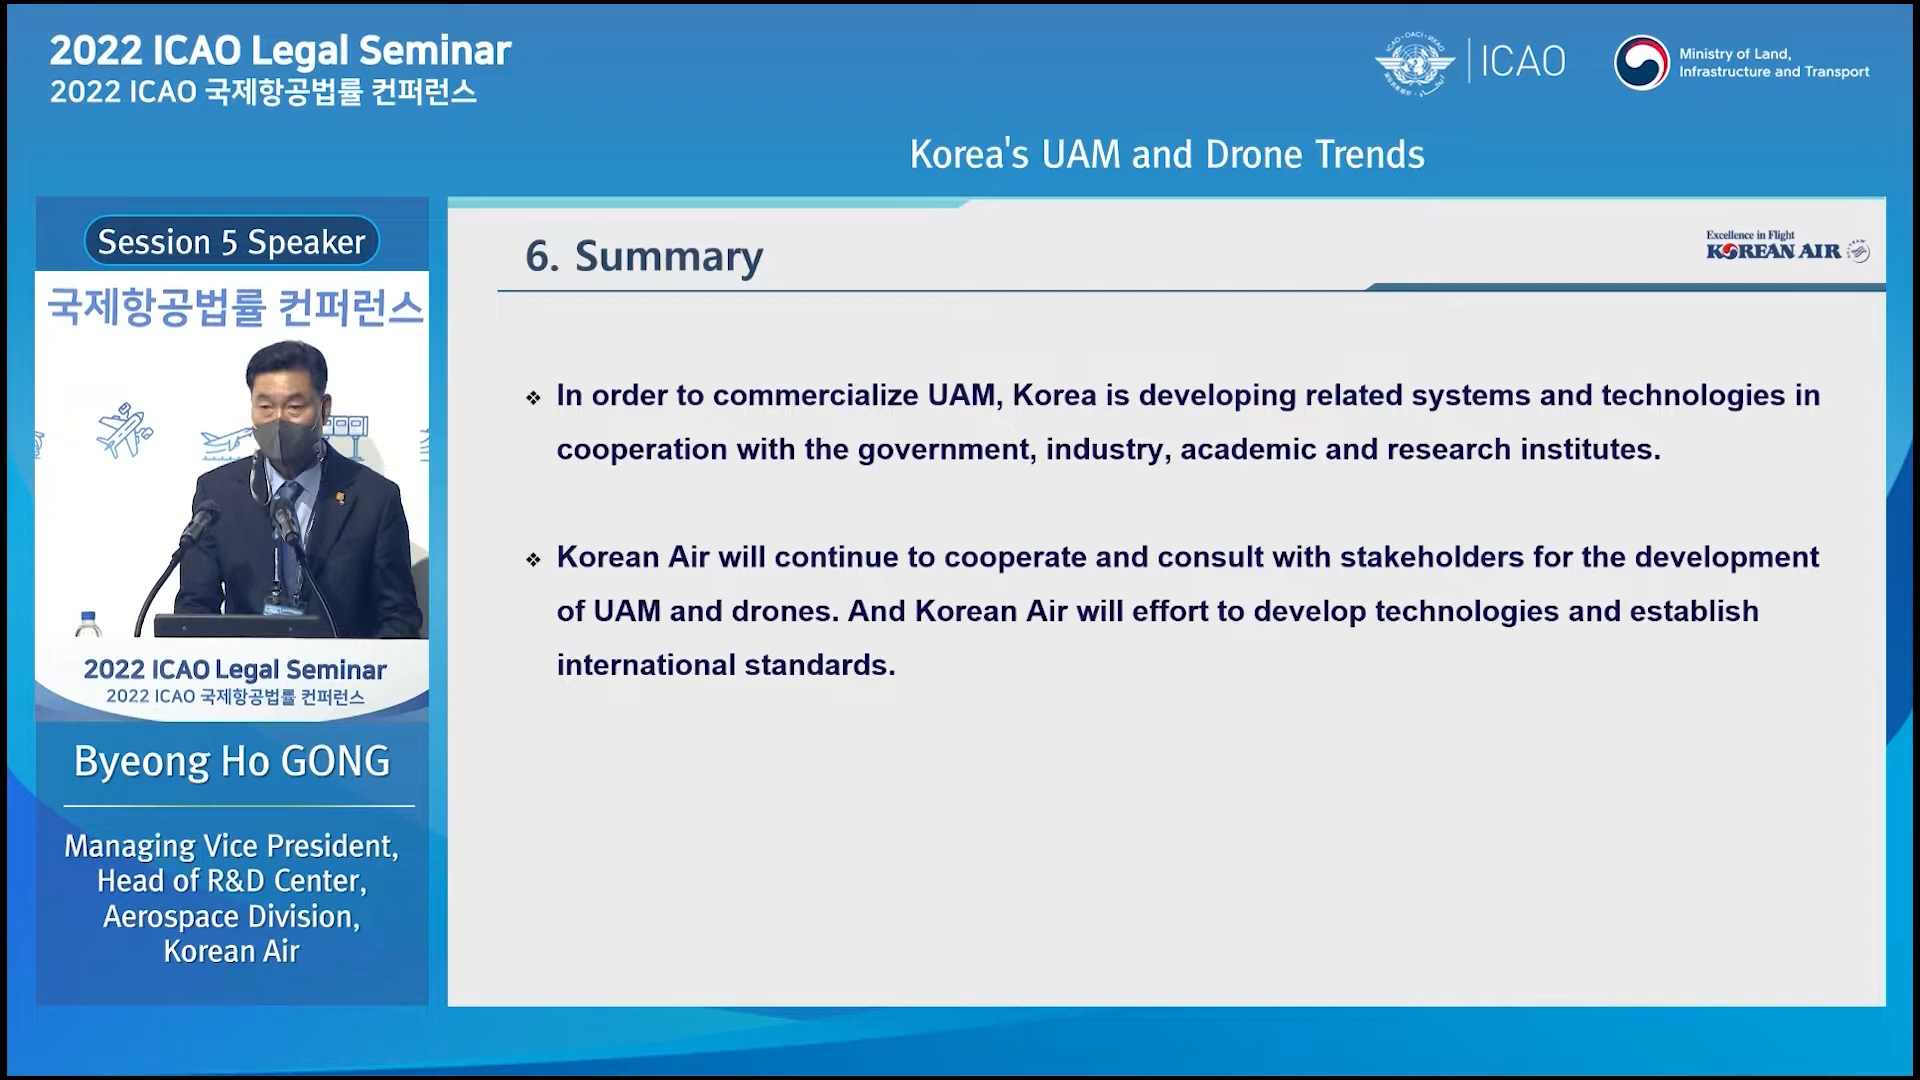 2022 ICAO Legal Seminar
2022 ICAO 국제항공법률 컨퍼런스
ICAO
Ministry of Land,
Infrastructure and Transport
Korea's UAM and Drone Trends
Session 5 Speaker
국제항공법률 컨퍼런스
2022 ICAO Legal Seminar
2022 ICAO 국제항공법률 컨퍼런스
Byeong Ho GONG
Managing Vice President,
Head of R&D Center,
Aerospace Division,
Korean Air
6. Summary
Excellence in Flight
KOREAN AIR
❖ In order to commercialize UAM, Korea is developing related systems and technologies in
cooperation with the government, industry, academic and research institutes.
❖ Korean Air will continue to cooperate and consult with stakeholders for the development
of UAM and drones. And Korean Air will effort to develop technologies and establish
international standards.